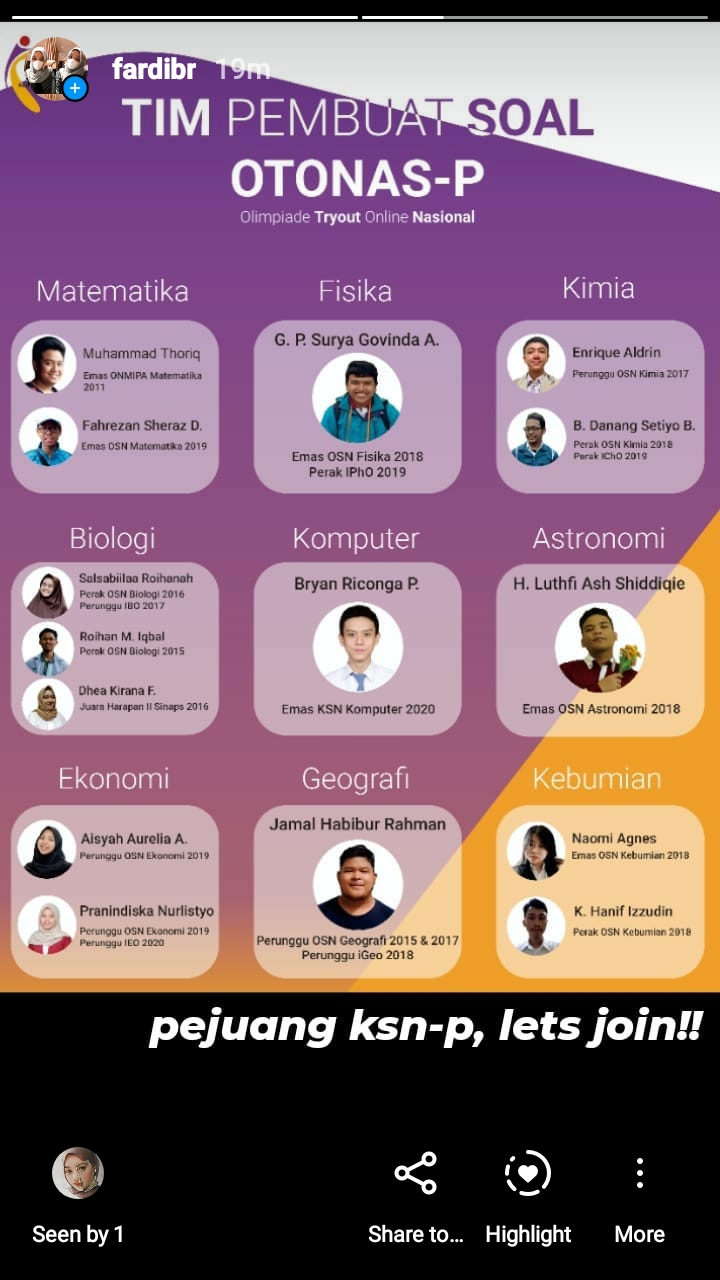 fardibr 19m
TIM PEMBUAT SOAL
OTONAS-P
Olimpiade Tryout Online Nasional
Matematika
Muhammad Thoriq
Emas ONMIPA Matematika
2011
Fahrezan Sheraz D.
Emas OSN Matematika 2019
Fisika
G. P. Surya Govinda A.
Emas OSN Fisika 2018
Perak IPhO 2019
Kimia
Enrique Aldrin
Perunggu OSN Kimia 2017
B. Danang Setiyo B.
Perak OSN Kimia 2018
Perak IChO 2019
Biologi
Salsabiilaa Roihanah
Perak OSN Biologi 2016
Perunggu IBO 2017
Roihan M. Iqbal
Perak OSN Biologi 2015
Dhea Kirana F.
Juara Harapan II Sinaps 2016
Komputer
Bryan Riconga P.
Emas KSN Komputer 2020
Astronomi
H. Luthfi Ash Shiddiqie
Emas OSN Astronomi 2018
Ekonomi
Aisyah Aurelia A.
Perunggu OSN Ekonomi 2019
Pranindiska Nurlistyo
Perunggu OSN Ekonomi 2019
Perunggu IEO 2020
Geografi
Jamal Habibur Rahman
Perunggu OSN Geografi 2015 & 2017
Perunggu iGeo 2018
Kebumian
Naomi Agnes
Emas OSN Kebumian 2018
K. Hanif Izzudin
Perak OSN Kebumian 2018
pejuang ksn-p, lets join!!
Seen by 1
Share to...
Highlight
More